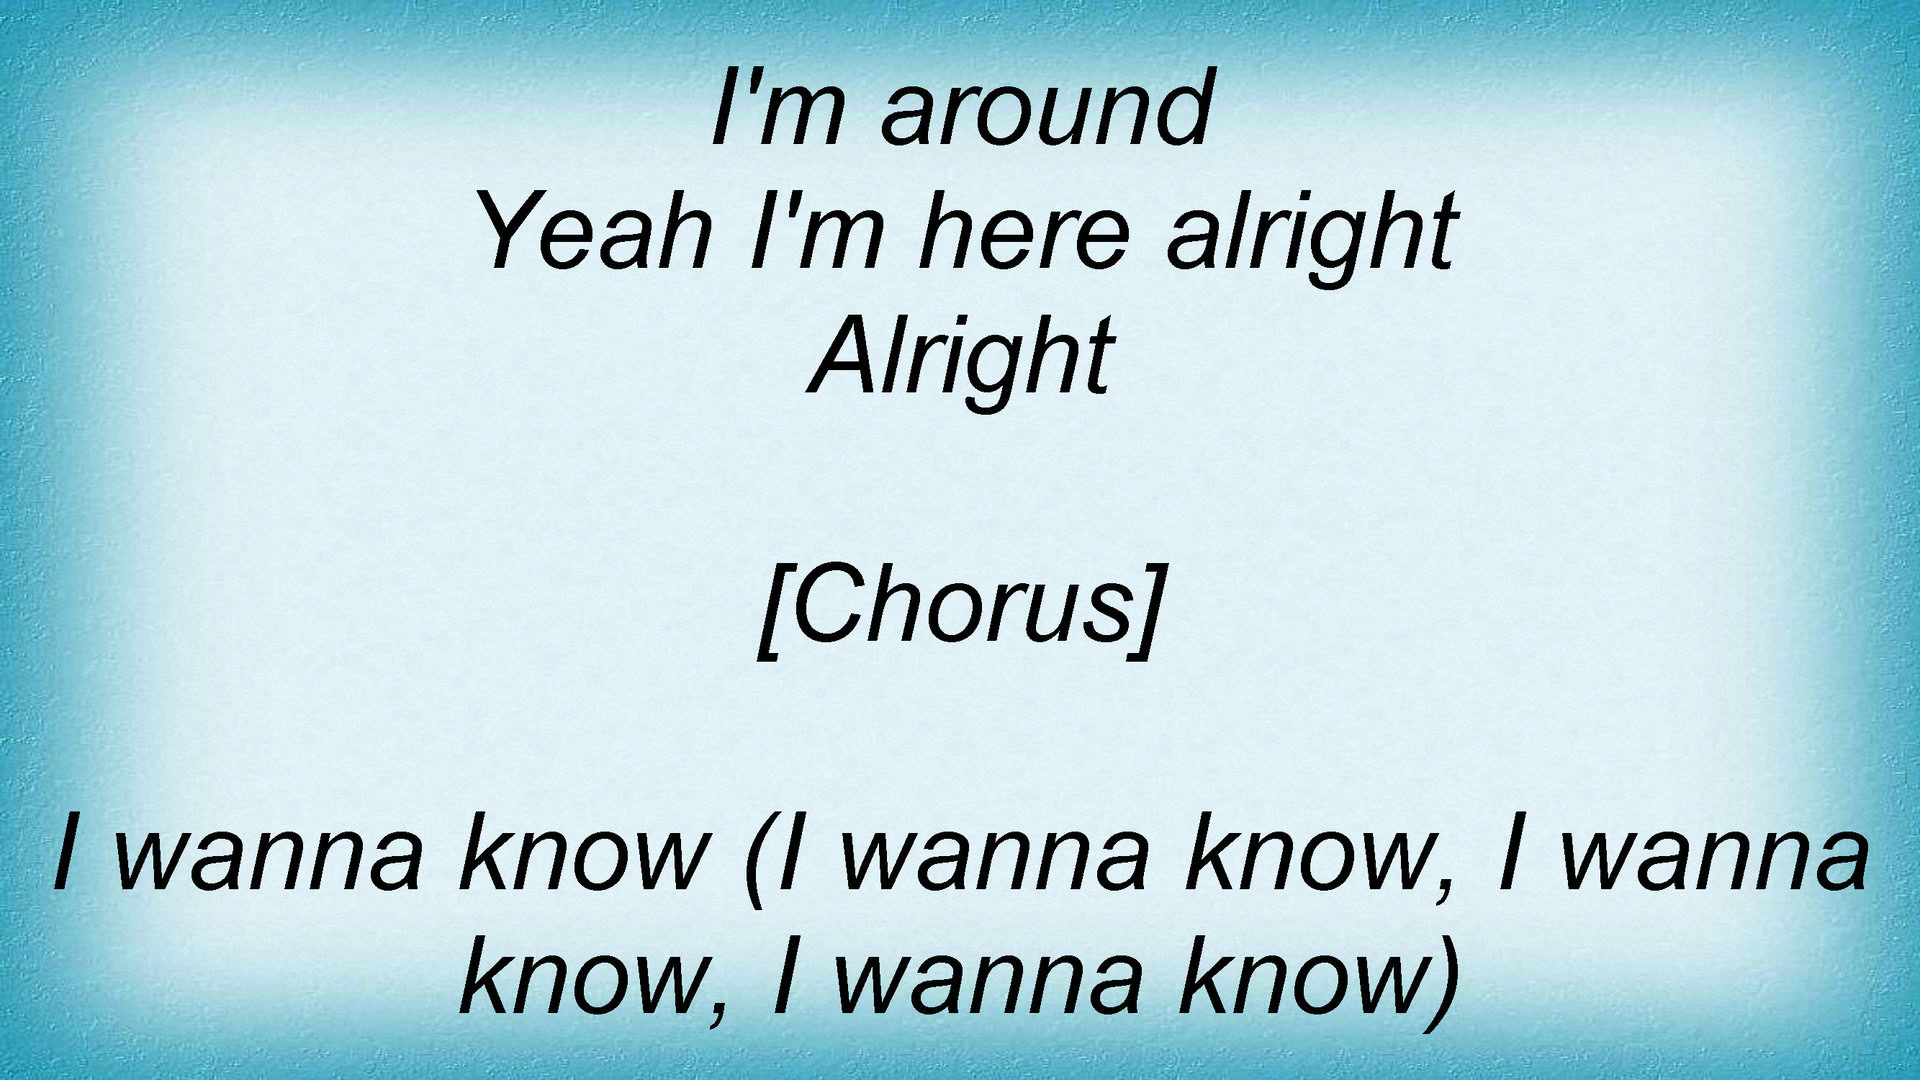 I'm around
Yeah I'm here alright
Alright
[Chorus]
I wanna know (I wanna know, I wanna
know, I wanna know)